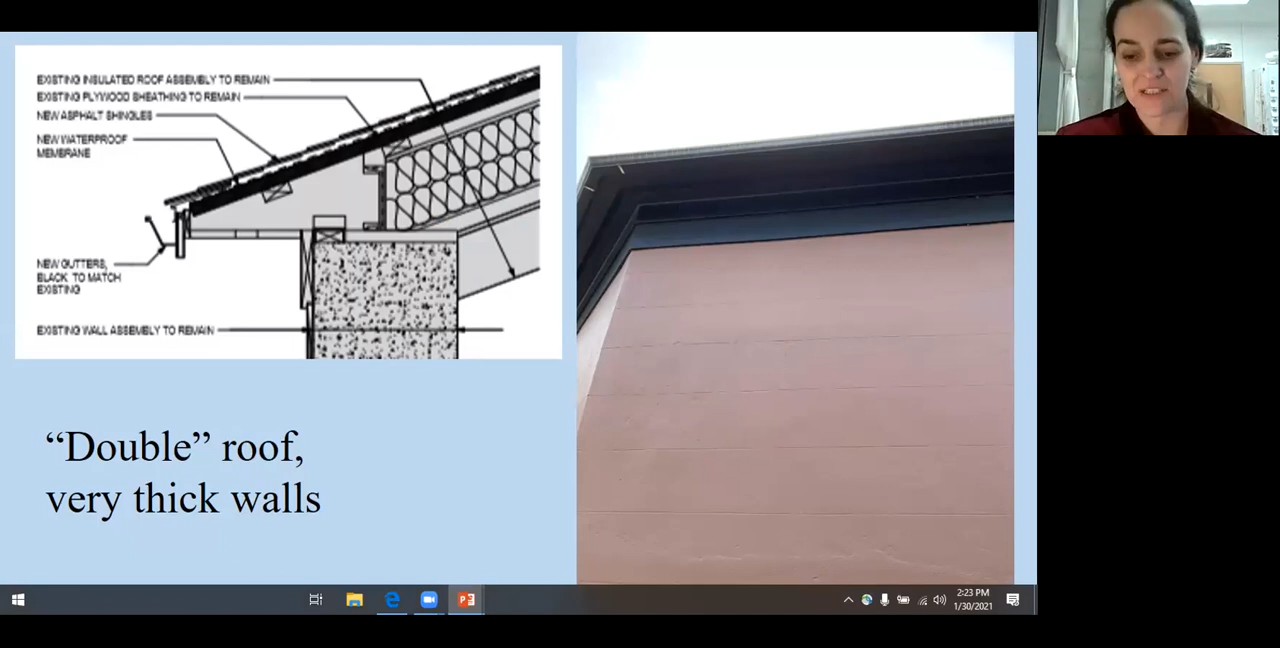 EXISTING INSULATED ROOF ASSEMBLY TO REMAIN
EXISTING PLYWOOD SHEATHING TO REMAIN
NEW ASPHALT SHINGLES
NEW WATERPROOF
MEMBRANE
NEW GUTTERS,
BLACK TO MATCH
EXISTING
EXISTING WALL ASSEMBLY TO REMAIN
“Double” roof,
very thick walls
2:23 PM
1/30/2021